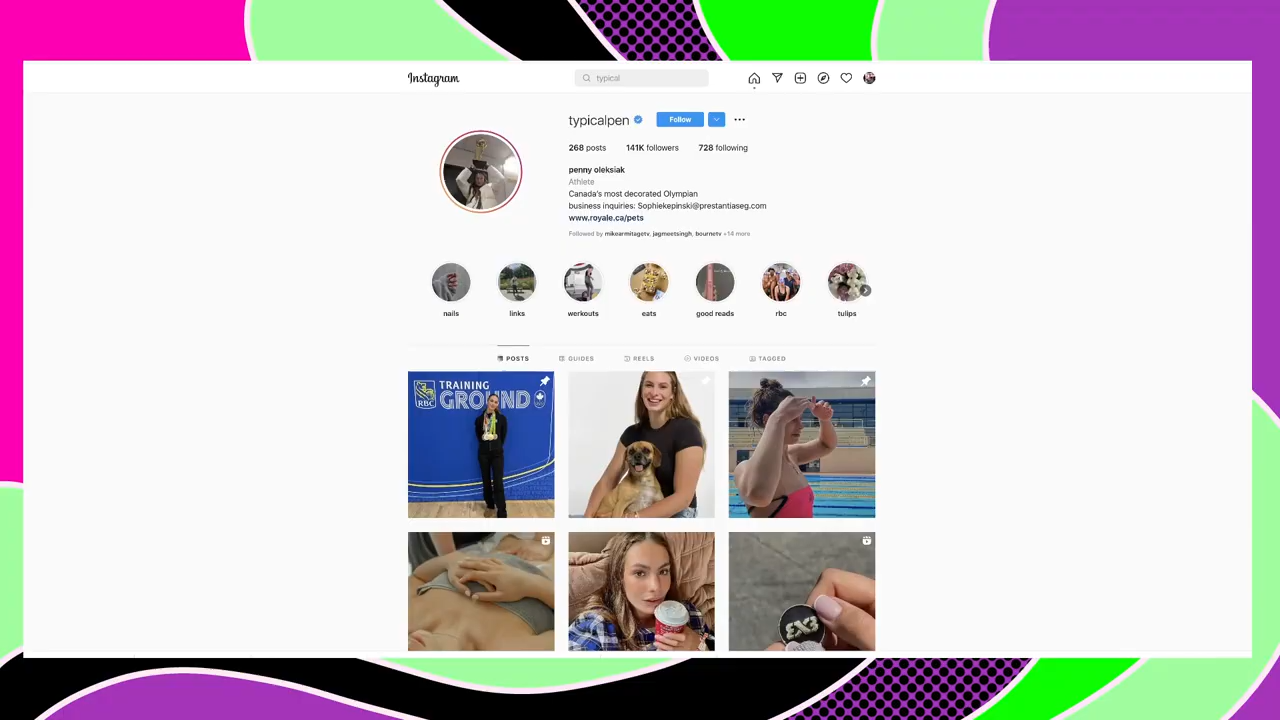 Instagram
typical
typicalpen
Follow
268 posts 141K followers 728 following
penny oleksiak
Athlete
Canada's most decorated Olympian
business inquiries: Sophiekepinski@prestantiaseg.com
www.royale.ca/pets
Followed by mikearmitagetv, jagmeetsingh, bournetv +14 more
nails links werkouts eats good reads rbc tulips
POSTS GUIDES REELS VIDEOS TAGGED
TRAINING
GROUND
RBC